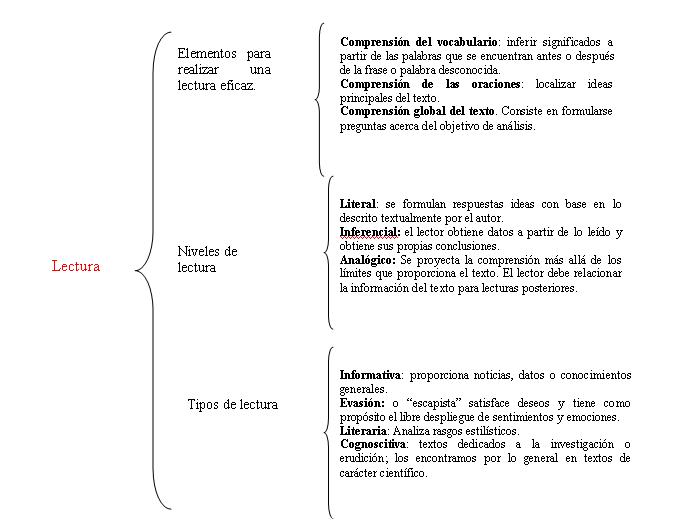 Lectura
Elementos para
realizar una
lectura eficaz.
Comprensión del vocabulario: inferir significados a
partir de las palabras que se encuentran antes o después
de la frase o palabra desconocida.
Comprensión de las oraciones: localizar ideas
principales del texto.
Comprensión global del texto. Consiste en formularse
preguntas acerca del objetivo de análisis.
Niveles de
lectura
Literal: se formulan respuestas ideas con base en lo
descrito textualmente por el autor.
Inferencial: el lector obtiene datos a partir de lo leído y
obtiene sus propias conclusiones.
Analógico: Se proyecta la comprensión más allá de los
límites que proporciona el texto. El lector debe relacionar
la información del texto para lecturas posteriores.
Tipos de lectura
Informativa: proporciona noticias, datos o conocimientos
generales.
Evasión: o “escapista” satisface deseos y tiene como
propósito el libre despliegue de sentimientos y emociones.
Literaria: Analiza rasgos estilísticos.
Cognoscitiva: textos dedicados a la investigación o
erudición; los encontramos por lo general en textos de
carácter científico.